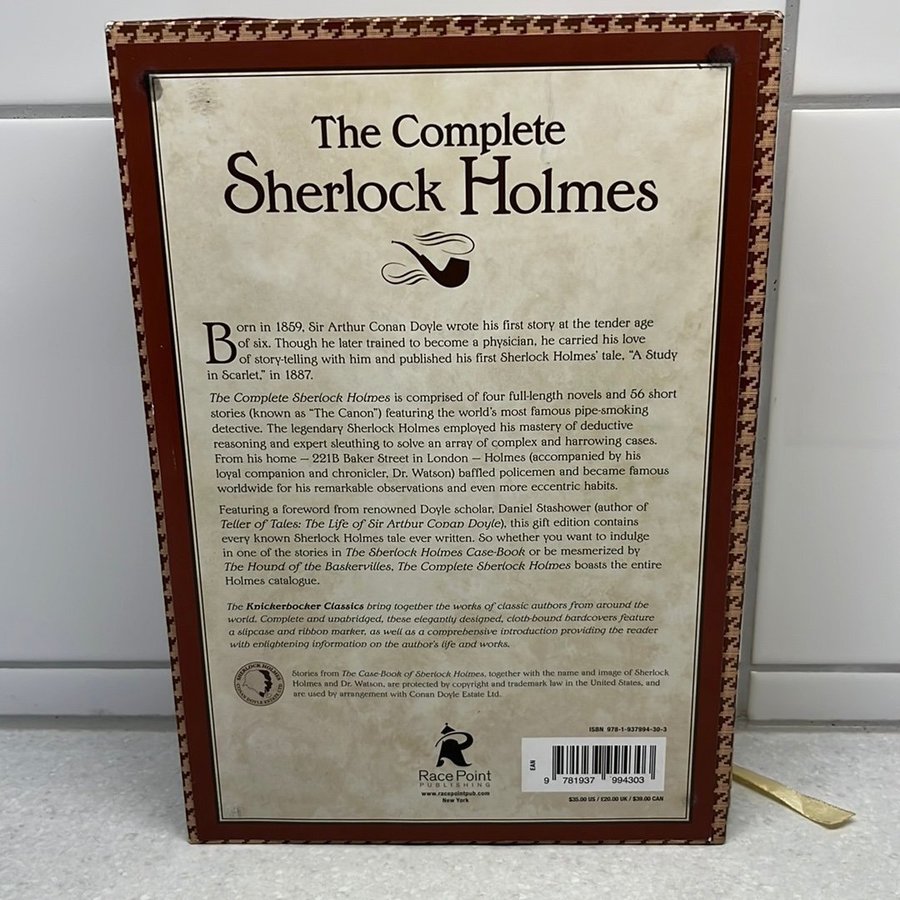 The Complete
Sherlock Holmes
Born in 1859, Sir Arthur Conan Doyle wrote his first story at the tender age
of six. Though he later trained to become a physician, he carried his love
of story-telling with him and published his first Sherlock Holmes' tale, "A Study
in Scarlet," in 1887.
The Complete Sherlock Holmes is comprised of four full-length novels and 56 short
stories (known as "The Canon") featuring the world's most famous pipe-smoking
detective. The legendary Sherlock Holmes employed his mastery of deductive
reasoning and expert sleuthing to solve an array of complex and harrowing cases.
From his home – 221B Baker Street in London – Holmes (accompanied by his
loyal companion and chronicler, Dr. Watson) baffled policemen and became famous
worldwide for his remarkable observations and even more eccentric habits.
Featuring a foreword from renowned Doyle scholar, Daniel Stashower (author of
Teller of Tales: The Life of Sir Arthur Conan Doyle), this gift edition contains
every known Sherlock Holmes tale ever written. So whether you want to indulge
in one of the stories in The Sherlock Holmes Case-Book or be mesmerized by
The Hound of the Baskervilles, The Complete Sherlock Holmes boasts the entire
Holmes catalogue.
The Knickerbocker Classics bring together the works of classic authors from around the
world. Complete and unabridged, these elegantly designed, cloth-bound hardcovers feature
a slipcase and ribbon marker, as well as a comprehensive introduction providing the reader
with enlightening information on the author's life and works.
SHERLOCK HOLMES
CONAN DOYLE ESTATE LTD
Stories from The Case-Book of Sherlock Holmes, together with the name and image of Sherlock
Holmes and Dr. Watson, are protected by copyright and trademark law in the United States, and
are used by arrangement with Conan Doyle Estate Ltd.
Race Point
PUBLISHING
www.racepointpub.com
New York
ISBN 978-1-937994-30-3
EAN
9 781937 994303
$35.00 US / £20.00 UK / $39.00 CAN